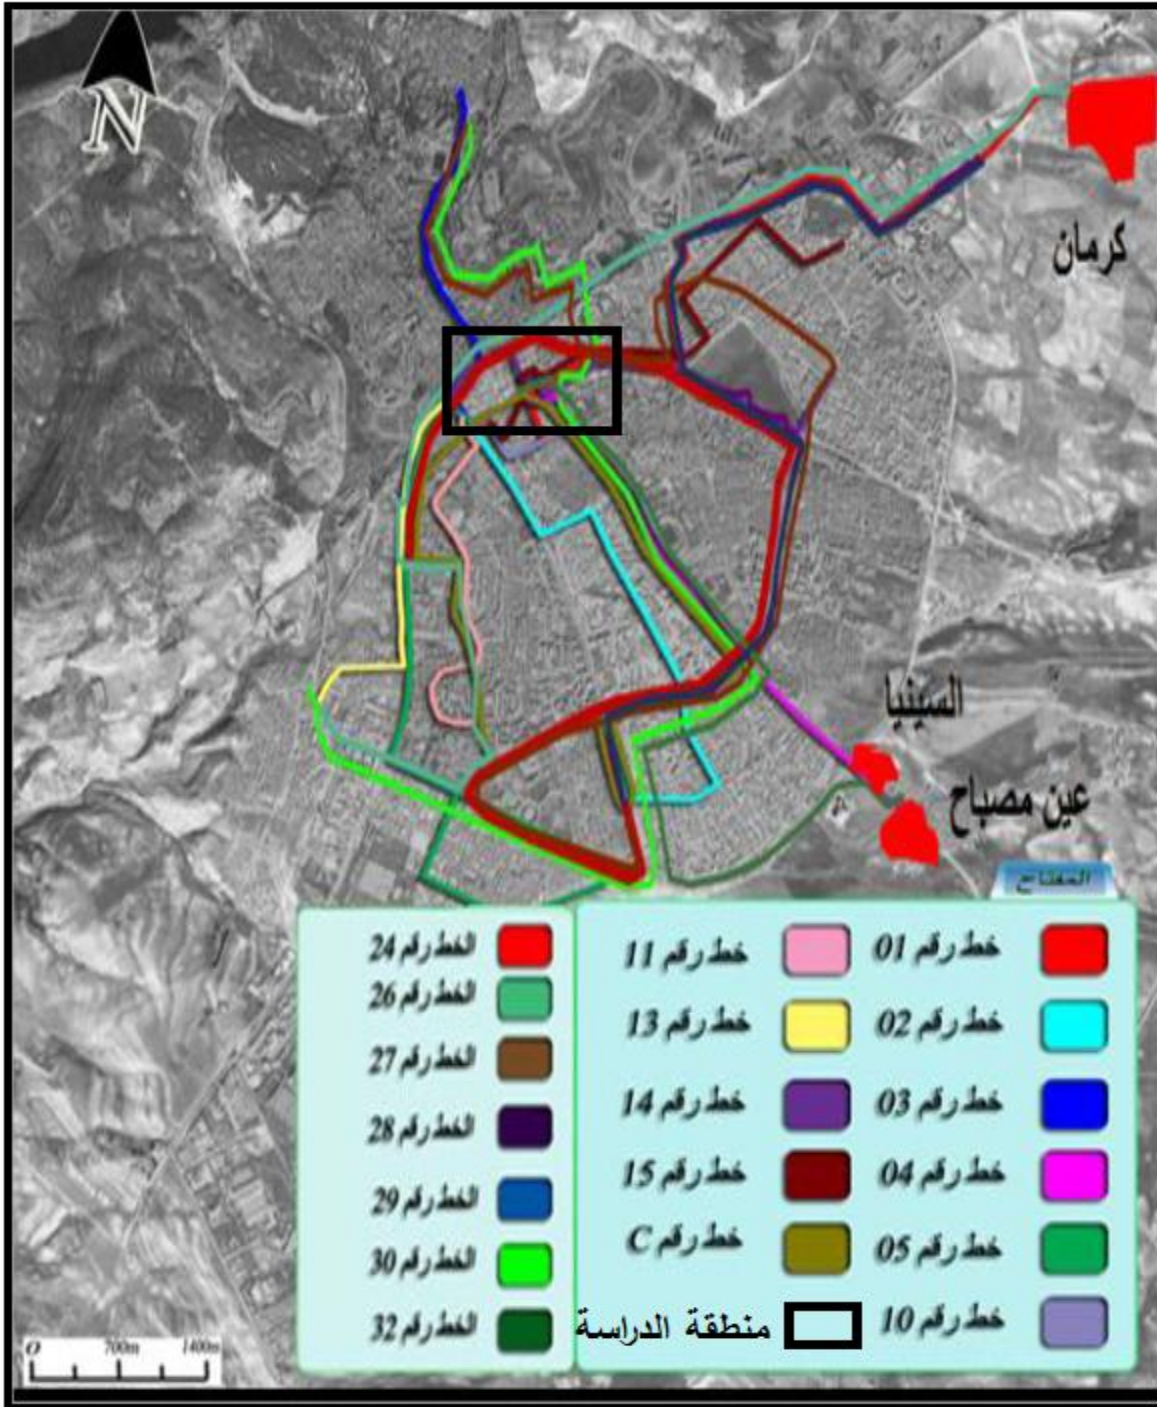 N
كرمان
السينيا
عين مصباح
المفتاح
خط رقم 01
خط رقم 02
خط رقم 03
خط رقم 04
خط رقم 05
خط رقم 10
خط رقم 11
خط رقم 13
خط رقم 14
خط رقم 15
خط رقم C
منطقة الدراسة
الخط رقم 24
الخط رقم 26
الخط رقم 27
الخط رقم 28
الخط رقم 29
الخط رقم 30
الخط رقم 32
O 700m 1400m